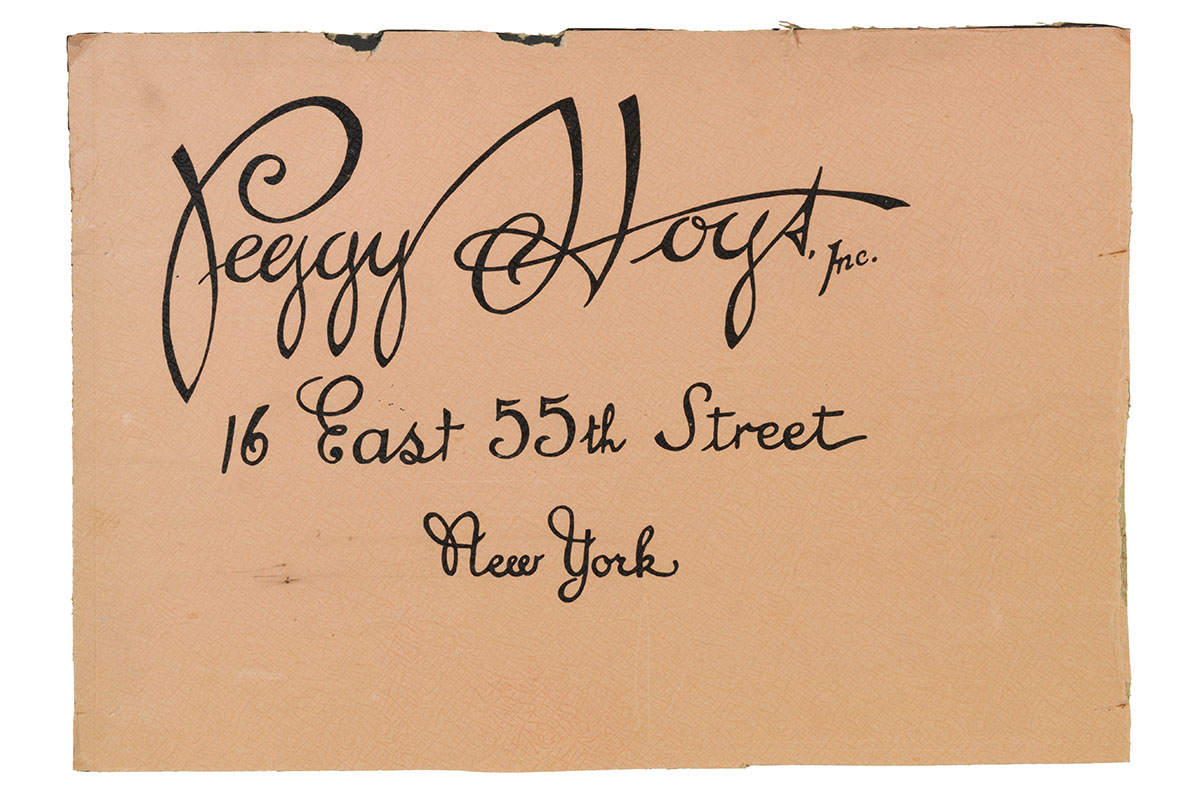 Peggy Hoyt, Inc.
16 East 55th Street
New York